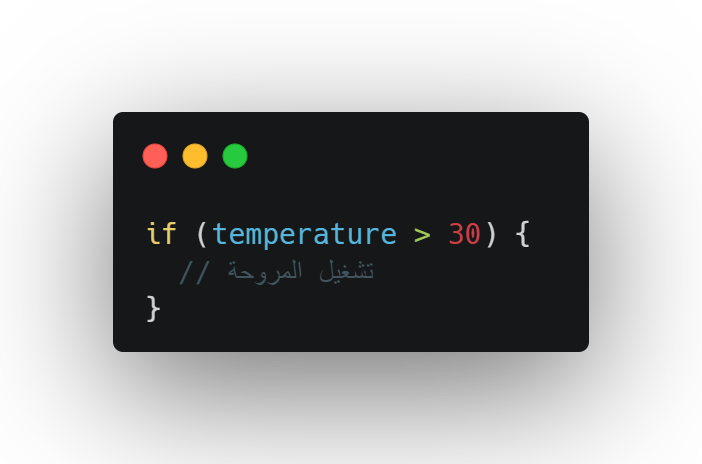 if (temperature > 30) {
  // تشغيل المروحة
}